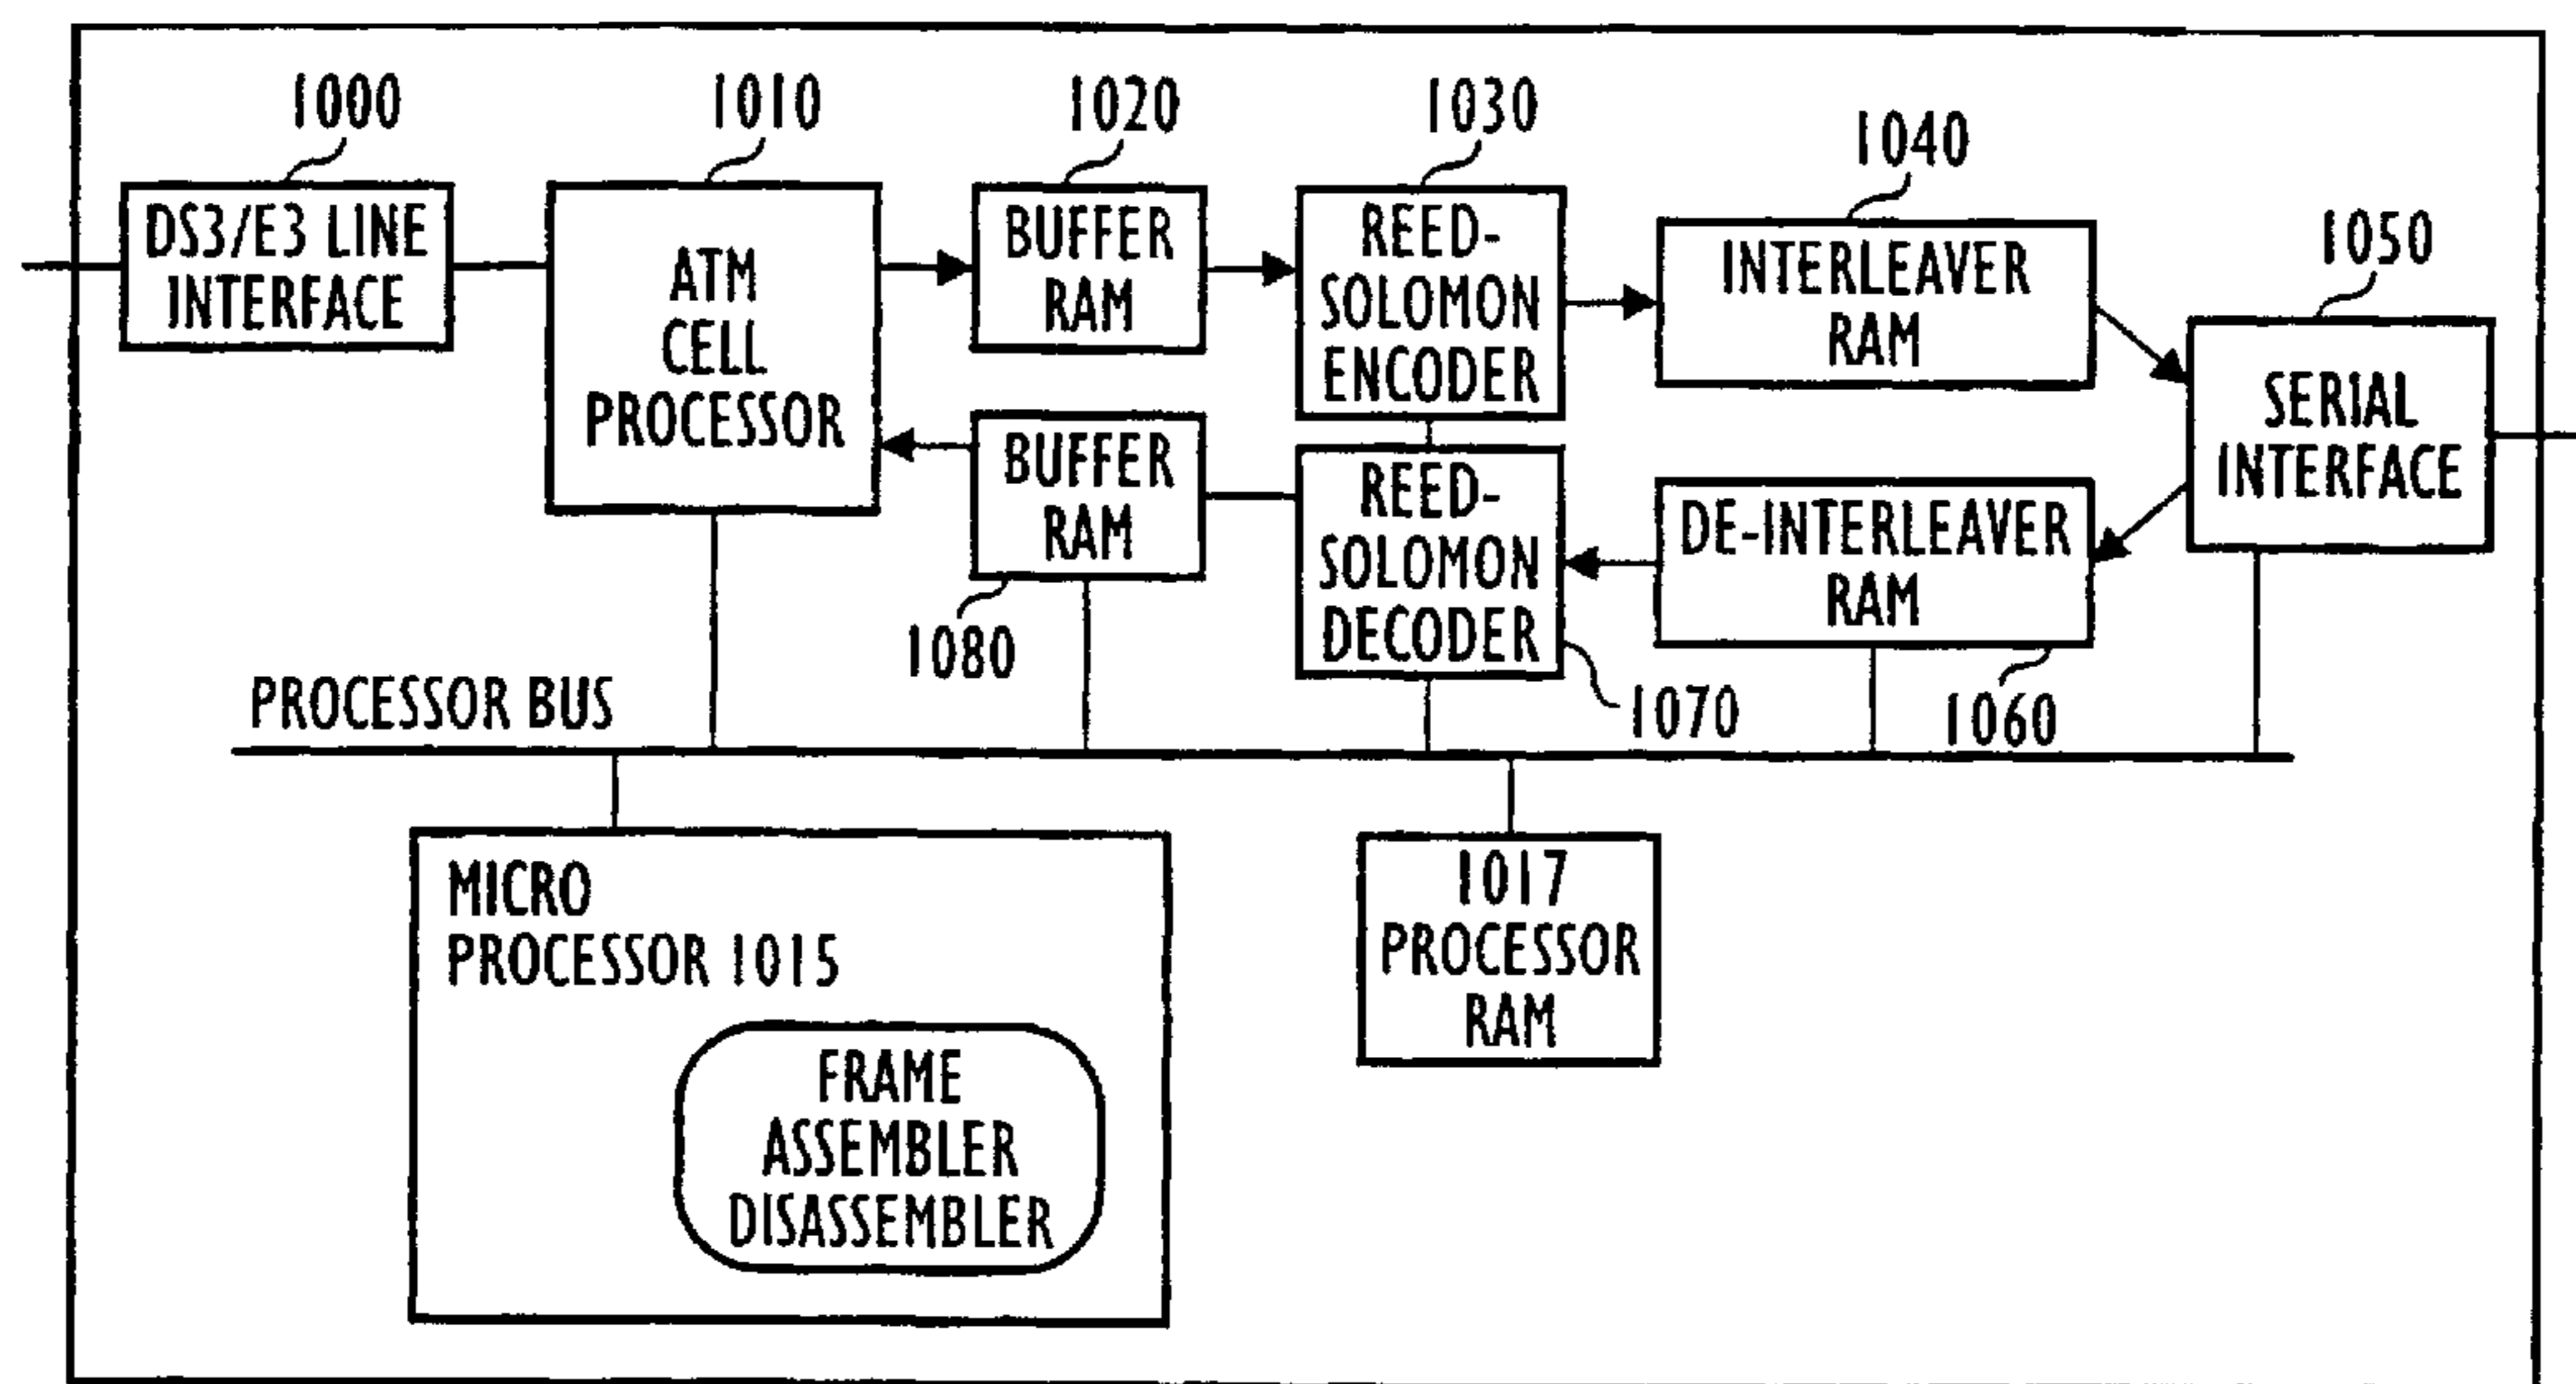 1000
1010
1020
1030
1040
1050
DS3/E3 LINE
INTERFACE
ATM
CELL
PROCESSOR
BUFFER
RAM
REED-
SOLOMON
ENCODER
INTERLEAVER
RAM
SERIAL
INTERFACE
BUFFER
RAM
1080
REED-
SOLOMON
DECODER
1070
DE-INTERLEAVER
RAM
1060
PROCESSOR BUS
MICRO
PROCESSOR 1015
FRAME
ASSEMBLER
DISASSEMBLER
1017
PROCESSOR
RAM